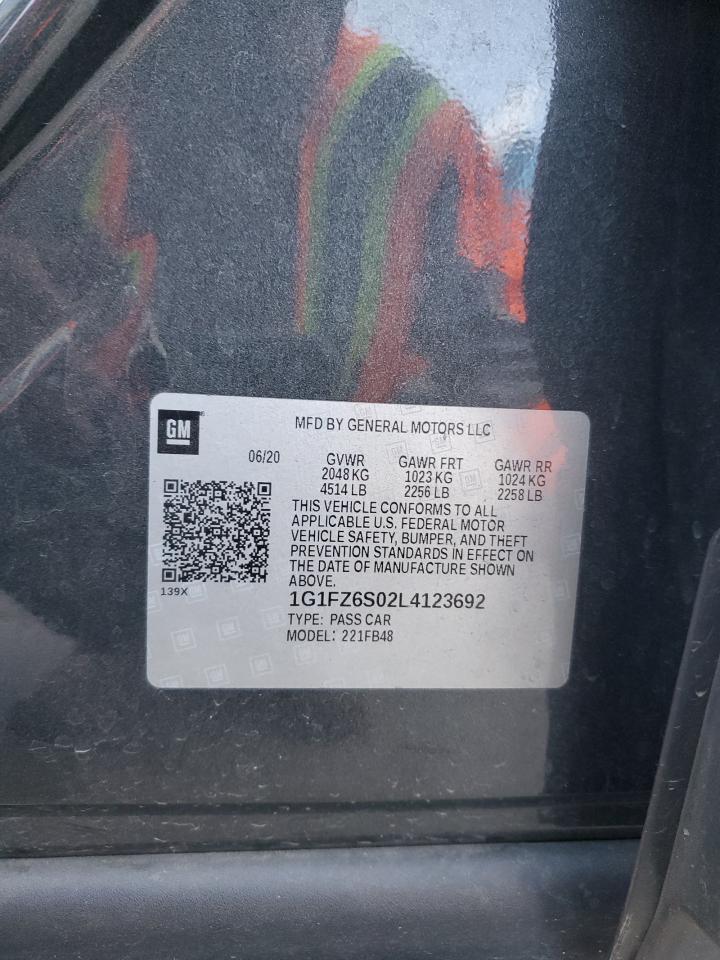 GM
MFD BY GENERAL MOTORS LLC
06/20 GVWR GAWR FRT GAWR RR
2048 KG 1023 KG 1024 KG
4514 LB 2256 LB 2258 LB
THIS VEHICLE CONFORMS TO ALL
APPLICABLE U.S. FEDERAL MOTOR
VEHICLE SAFETY, BUMPER, AND THEFT
PREVENTION STANDARDS IN EFFECT ON
THE DATE OF MANUFACTURE SHOWN
ABOVE.
139X
1G1FZ6S02L4123692
TYPE: PASS CAR
MODEL: 221FB48